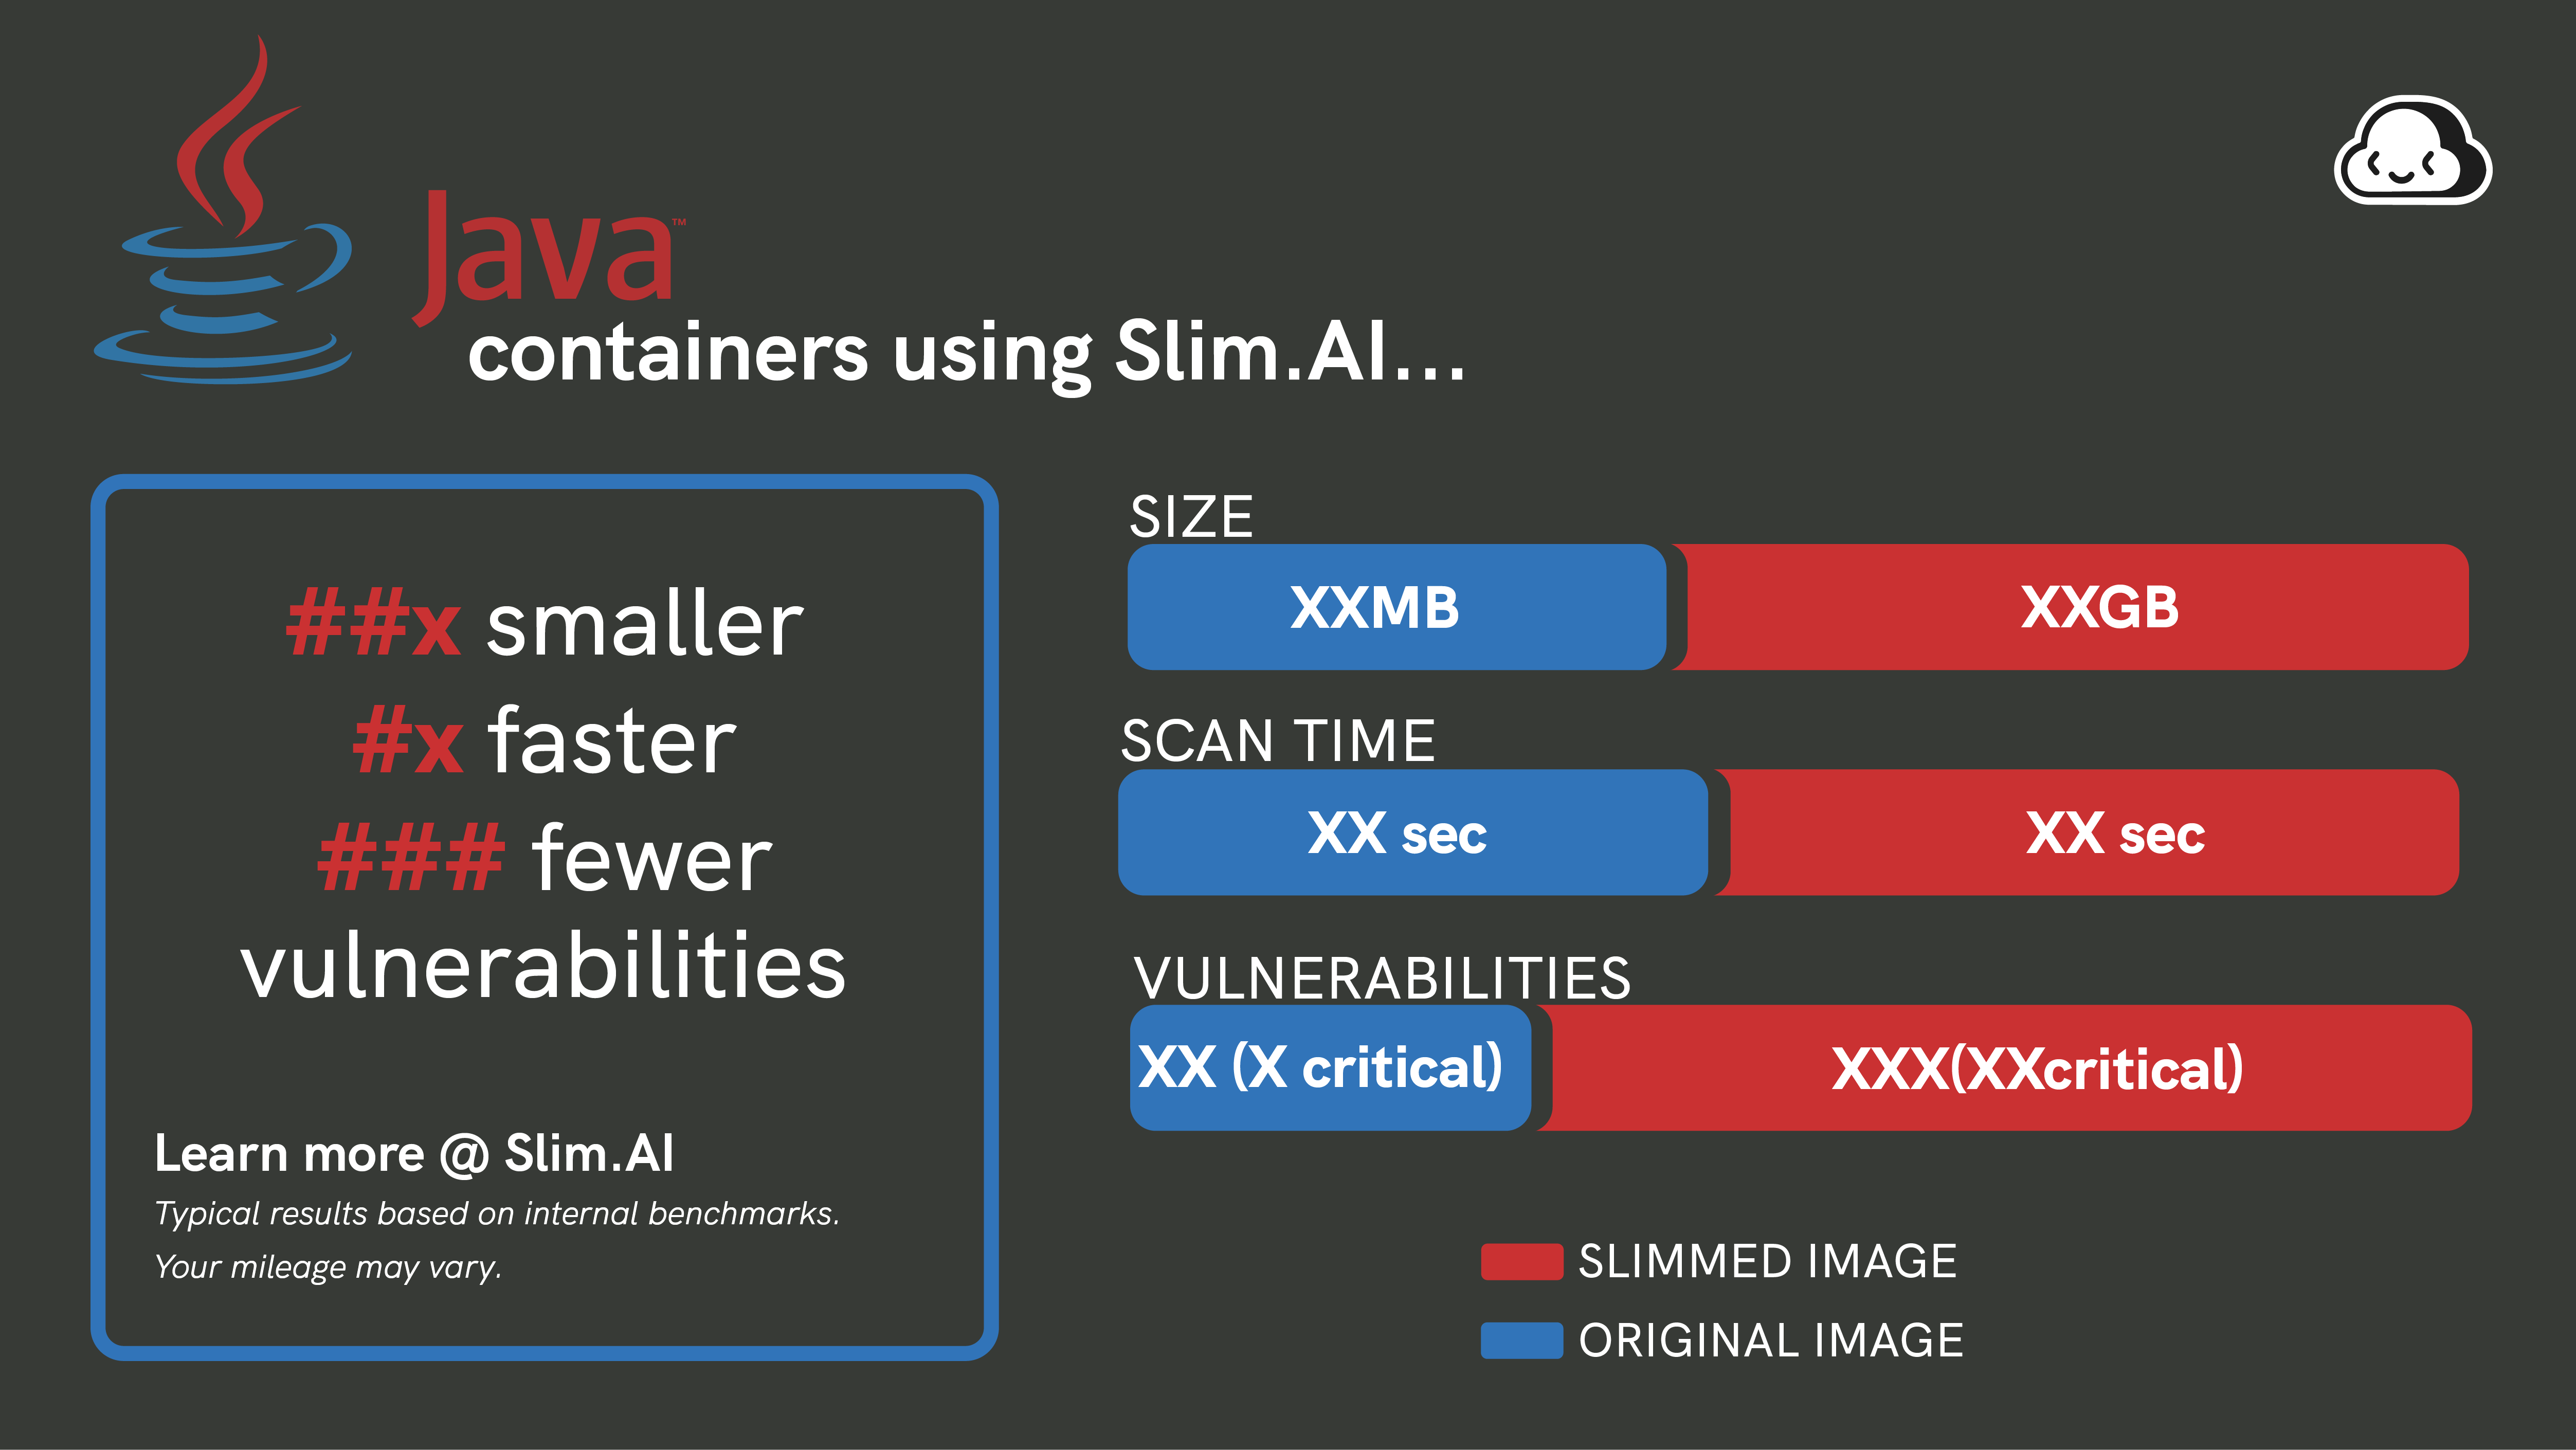 Java™
containers using Slim.AI...
##x smaller
#x faster
### fewer
vulnerabilities
Learn more @ Slim.AI
Typical results based on internal benchmarks.
Your mileage may vary.
SIZE
XXMB XXGB
SCAN TIME
XX sec XX sec
VULNERABILITIES
XX (X critical) XXX(XXcritical)
SLIMMED IMAGE
ORIGINAL IMAGE